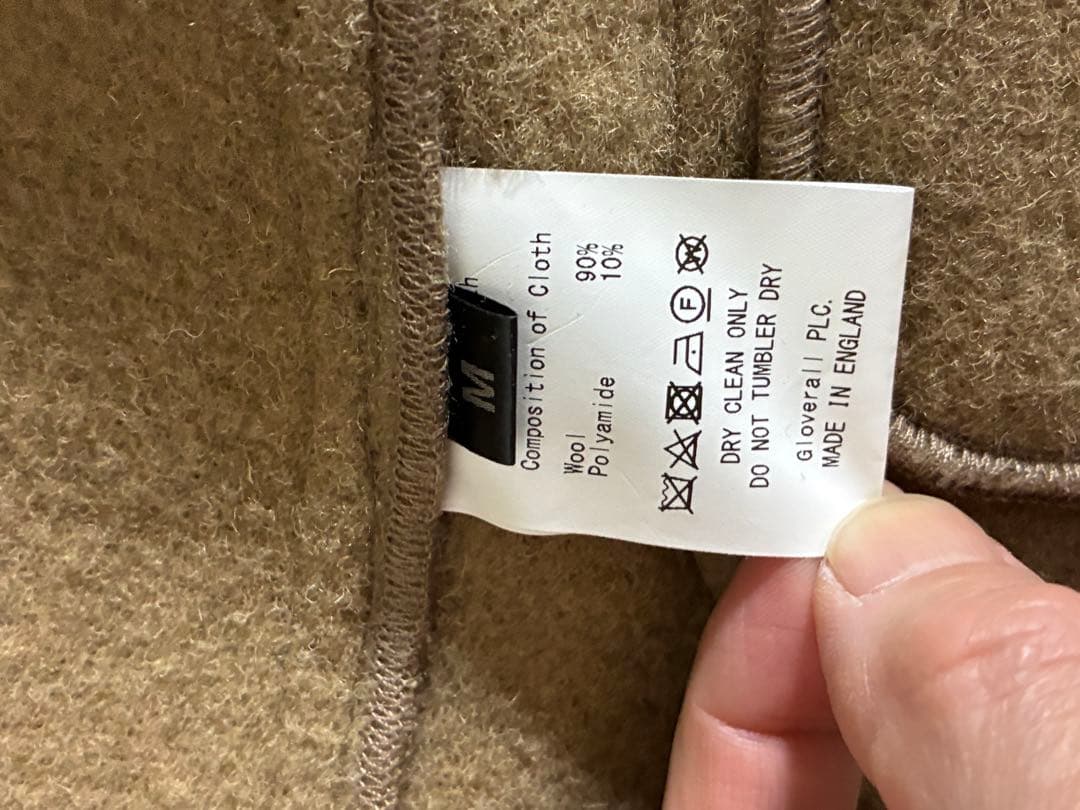 M
Composition of Cloth
Wool 90%
Polyamide 10%
F
W
DRY CLEAN ONLY
DO NOT TUMBLER DRY
Gloverall PLC.
MADE IN ENGLAND